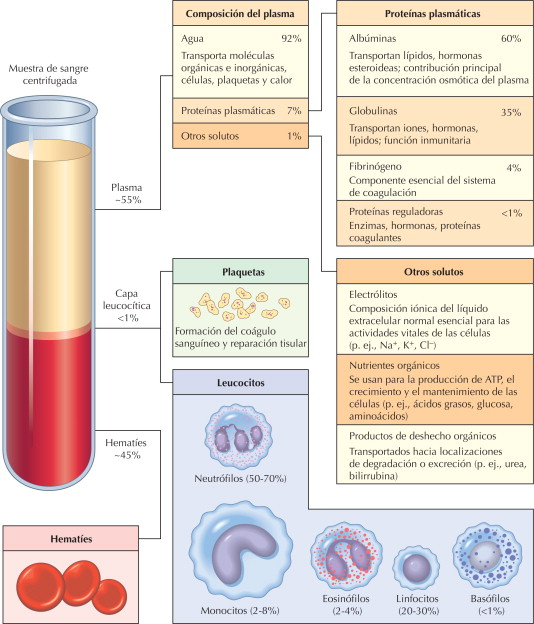 Muestra de sangre
centrifugada
Plasma
~55%
Capa
leucocítica
<1%
Hematíes
~45%
Hematíes
Composición del plasma
Agua 92%
Transporta moléculas
orgánicas e inorgánicas,
células, plaquetas y calor
Proteínas plasmáticas 7%
Otros solutos 1%
Proteínas plasmáticas
Albúminas 60%
Transportan lípidos, hormonas
esteroideas; contribución principal
de la concentración osmótica del plasma
Globulinas 35%
Transportan iones, hormonas,
lípidos; función inmunitaria
Fibrinógeno 4%
Componente esencial del sistema
de coagulación
Proteínas reguladoras <1%
Enzimas, hormonas, proteínas
coagulantes
Plaquetas
Formación del coágulo
sanguíneo y reparación tisular
Otros solutos
Electrólitos
Composición iónica del líquido
extracelular normal esencial para las
actividades vitales de las células
(p. ej., Na⁺, K⁺, Cl⁻)
Nutrientes orgánicos
Se usan para la producción de ATP, el
crecimiento y el mantenimiento de las
células (p. ej., ácidos grasos, glucosa,
aminoácidos)
Productos de deshecho orgánicos
Transportados hacia localizaciones
de degradación o excreción (p. ej., urea,
bilirrubina)
Leucocitos
Neutrófilos (50-70%)
Monocitos (2-8%)
Eosinófilos
(2-4%)
Linfocitos
(20-30%)
Basófilos
(<1%)